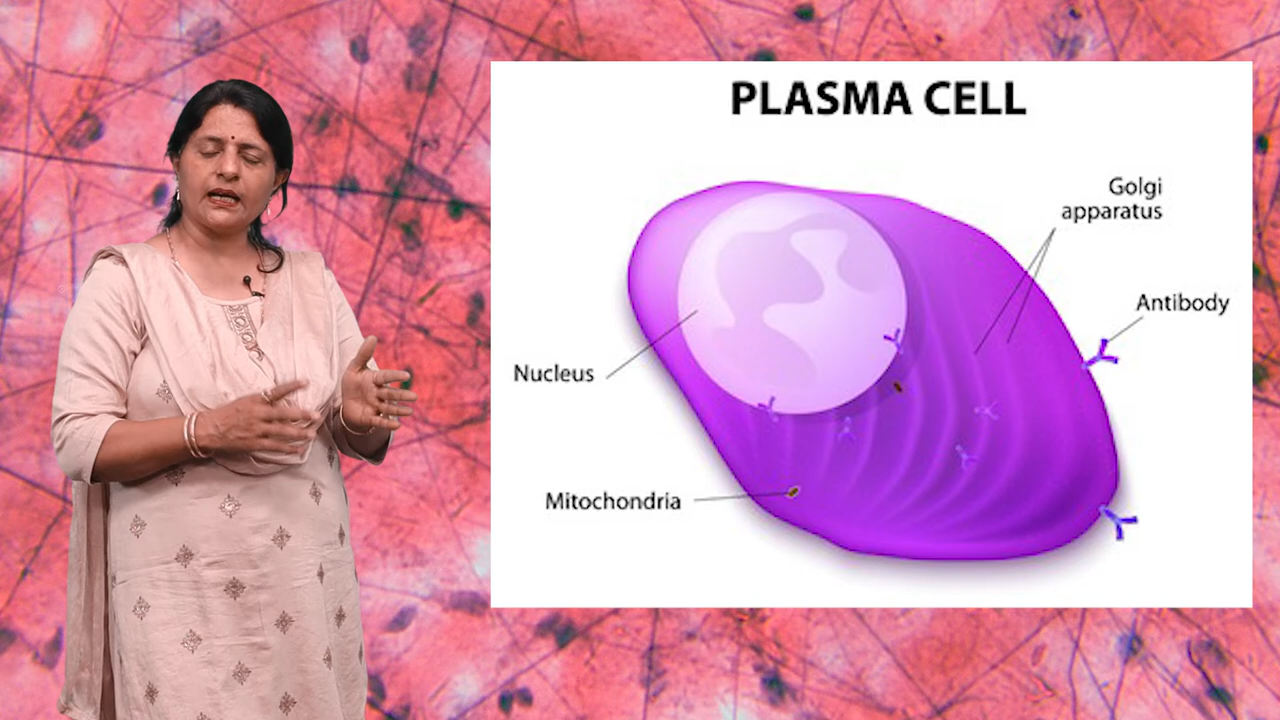 PLASMA CELL
Golgi
apparatus
Antibody
Nucleus
Mitochondria